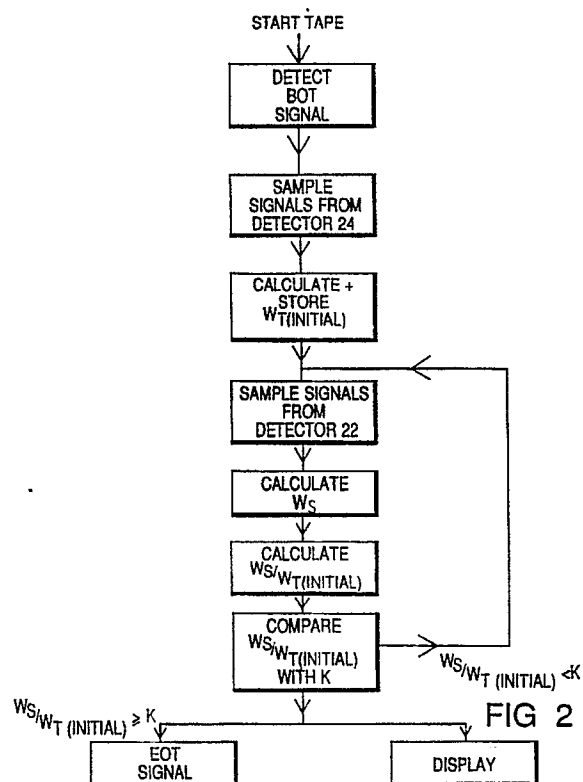 START TAPE
DETECT
BOT
SIGNAL
SAMPLE
SIGNALS FROM
DETECTOR 24
CALCULATE +
STORE
WT(INITIAL)
SAMPLE SIGNALS
FROM
DETECTOR 22
CALCULATE
WS
CALCULATE
WS/WT(INITIAL)
COMPARE
WS/WT(INITIAL)
WITH K
WS/WT (INITIAL) <K
WS/WT (INITIAL) ⩾ K
FIG 2
EOT
SIGNAL
DISPLAY